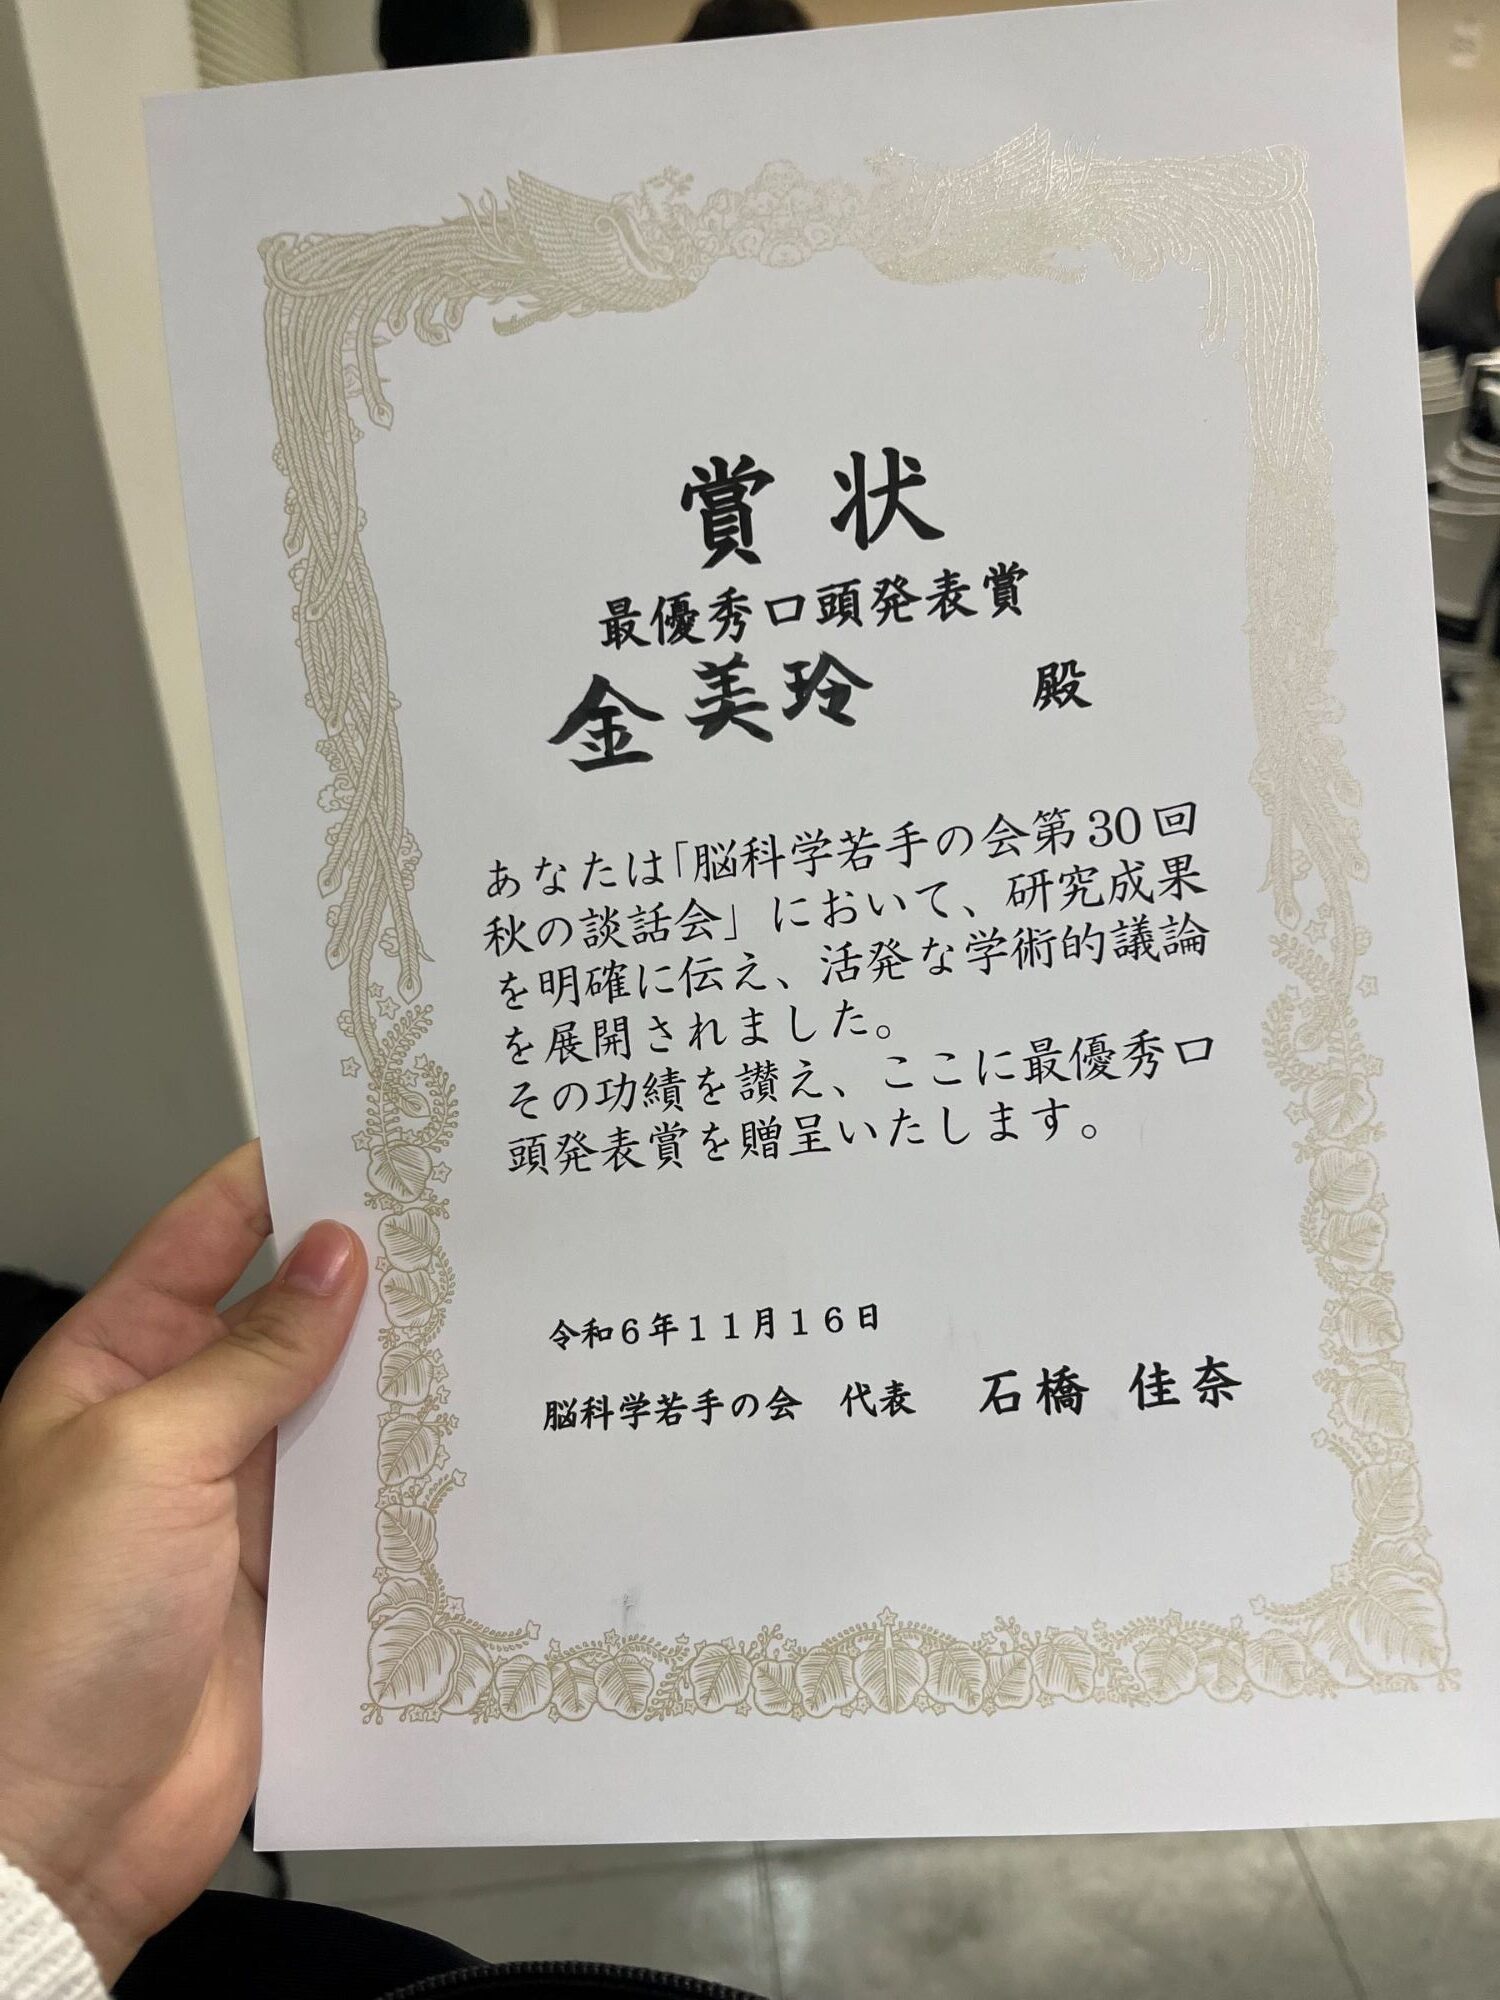 賞状
最優秀口頭発表賞
金美玲 殿
あなたは「脳科学若手の会第30回
秋の談話会」において、研究成果
を明確に伝え、活発な学術的議論
を展開されました。
その功績を讃え、ここに最優秀口
頭発表賞を贈呈いたします。
令和6年11月16日
脳科学若手の会 代表 石橋 佳奈